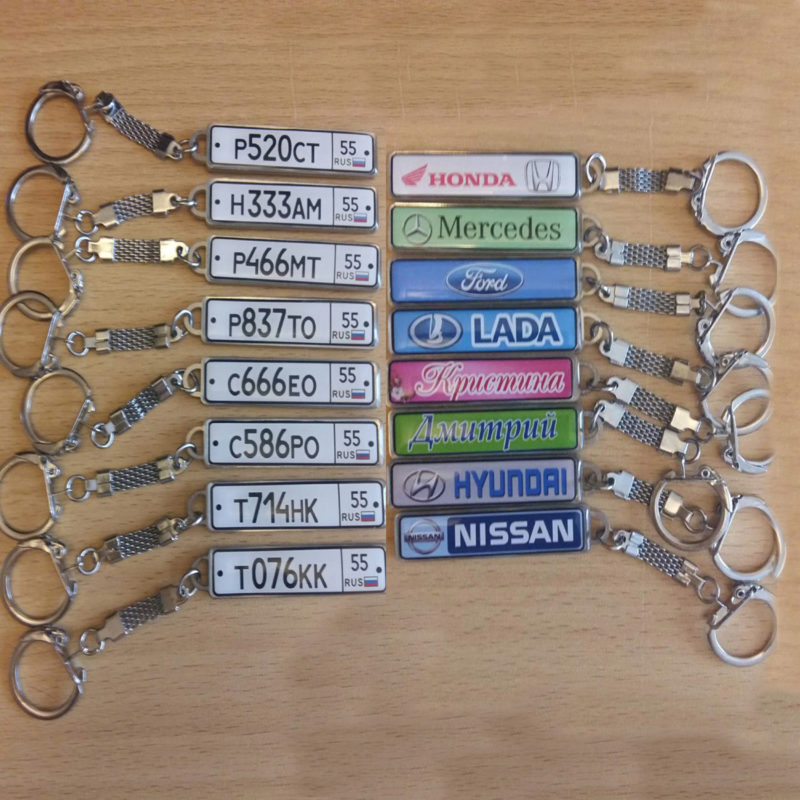 Р520СТ 55 RUS
Н333АМ 55 RUS
Р466МТ 55 RUS
Р837ТО 55 RUS
С666ЕО 55 RUS
С586РО 55 RUS
Т714НК 55 RUS
Т076КК 55 RUS
HONDA
Mercedes
Ford
LADA
Кристина
Дмитрий
HYUNDAI
NISSAN NISSAN